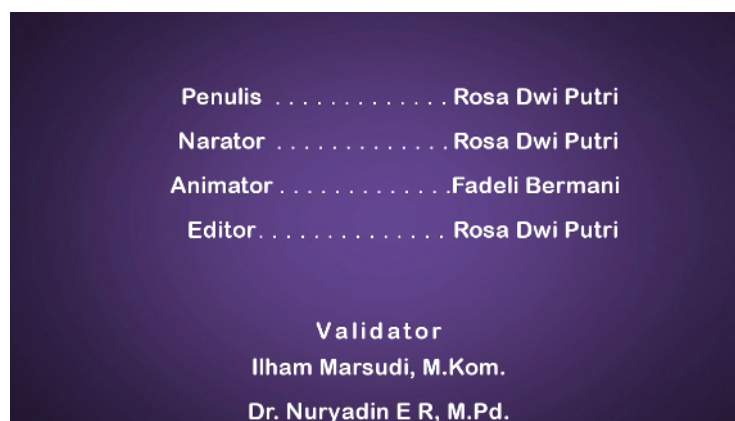 Penulis . . . . . . . . . . . . . Rosa Dwi Putri
Narator . . . . . . . . . . . . . Rosa Dwi Putri
Animator . . . . . . . . . . . . .Fadeli Bermani
Editor. . . . . . . . . . . . . . Rosa Dwi Putri
Validator
Ilham Marsudi, M.Kom.
Dr. Nuryadin E R, M.Pd.